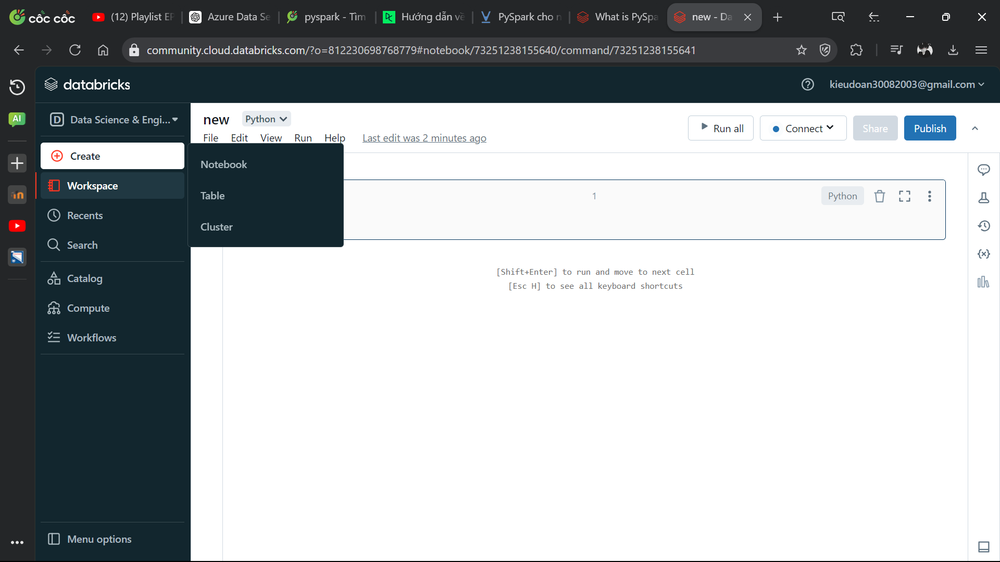 cốc cốc
(12) Playlist EP
Azure Data Se
pyspark - Tìm
Hướng dẫn về
PySpark cho n
What is PySpa
new - Da
community.cloud.databricks.com/?o=812230698768779#notebook/73251238155640/command/73251238155641
databricks
kieudoan30082003@gmail.com
AI
D Data Science & Engi...
new Python
Run all
Connect
Share
Publish
File Edit View Run Help Last edit was 2 minutes ago
Create
Notebook
Workspace
Table
1
Python
Recents
Cluster
Search
[Shift+Enter] to run and move to next cell
[Esc H] to see all keyboard shortcuts
Catalog
Compute
Workflows
Menu options